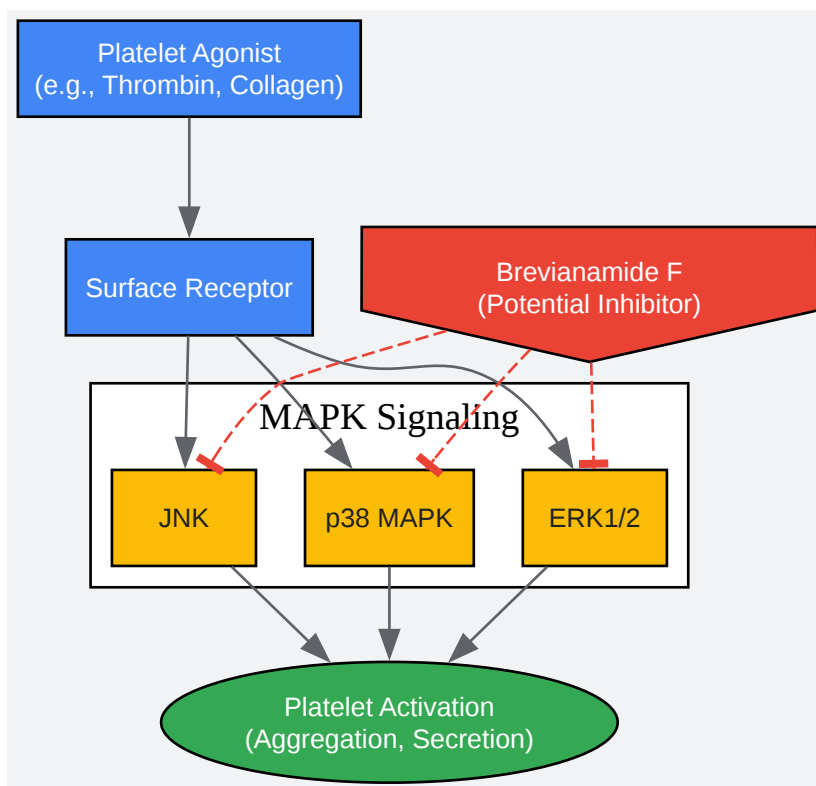 Platelet Agonist
(e.g., Thrombin, Collagen)
Surface Receptor
Brevianamide F
(Potential Inhibitor)
MAPK Signaling
JNK
p38 MAPK
ERK1/2
Platelet Activation
(Aggregation, Secretion)